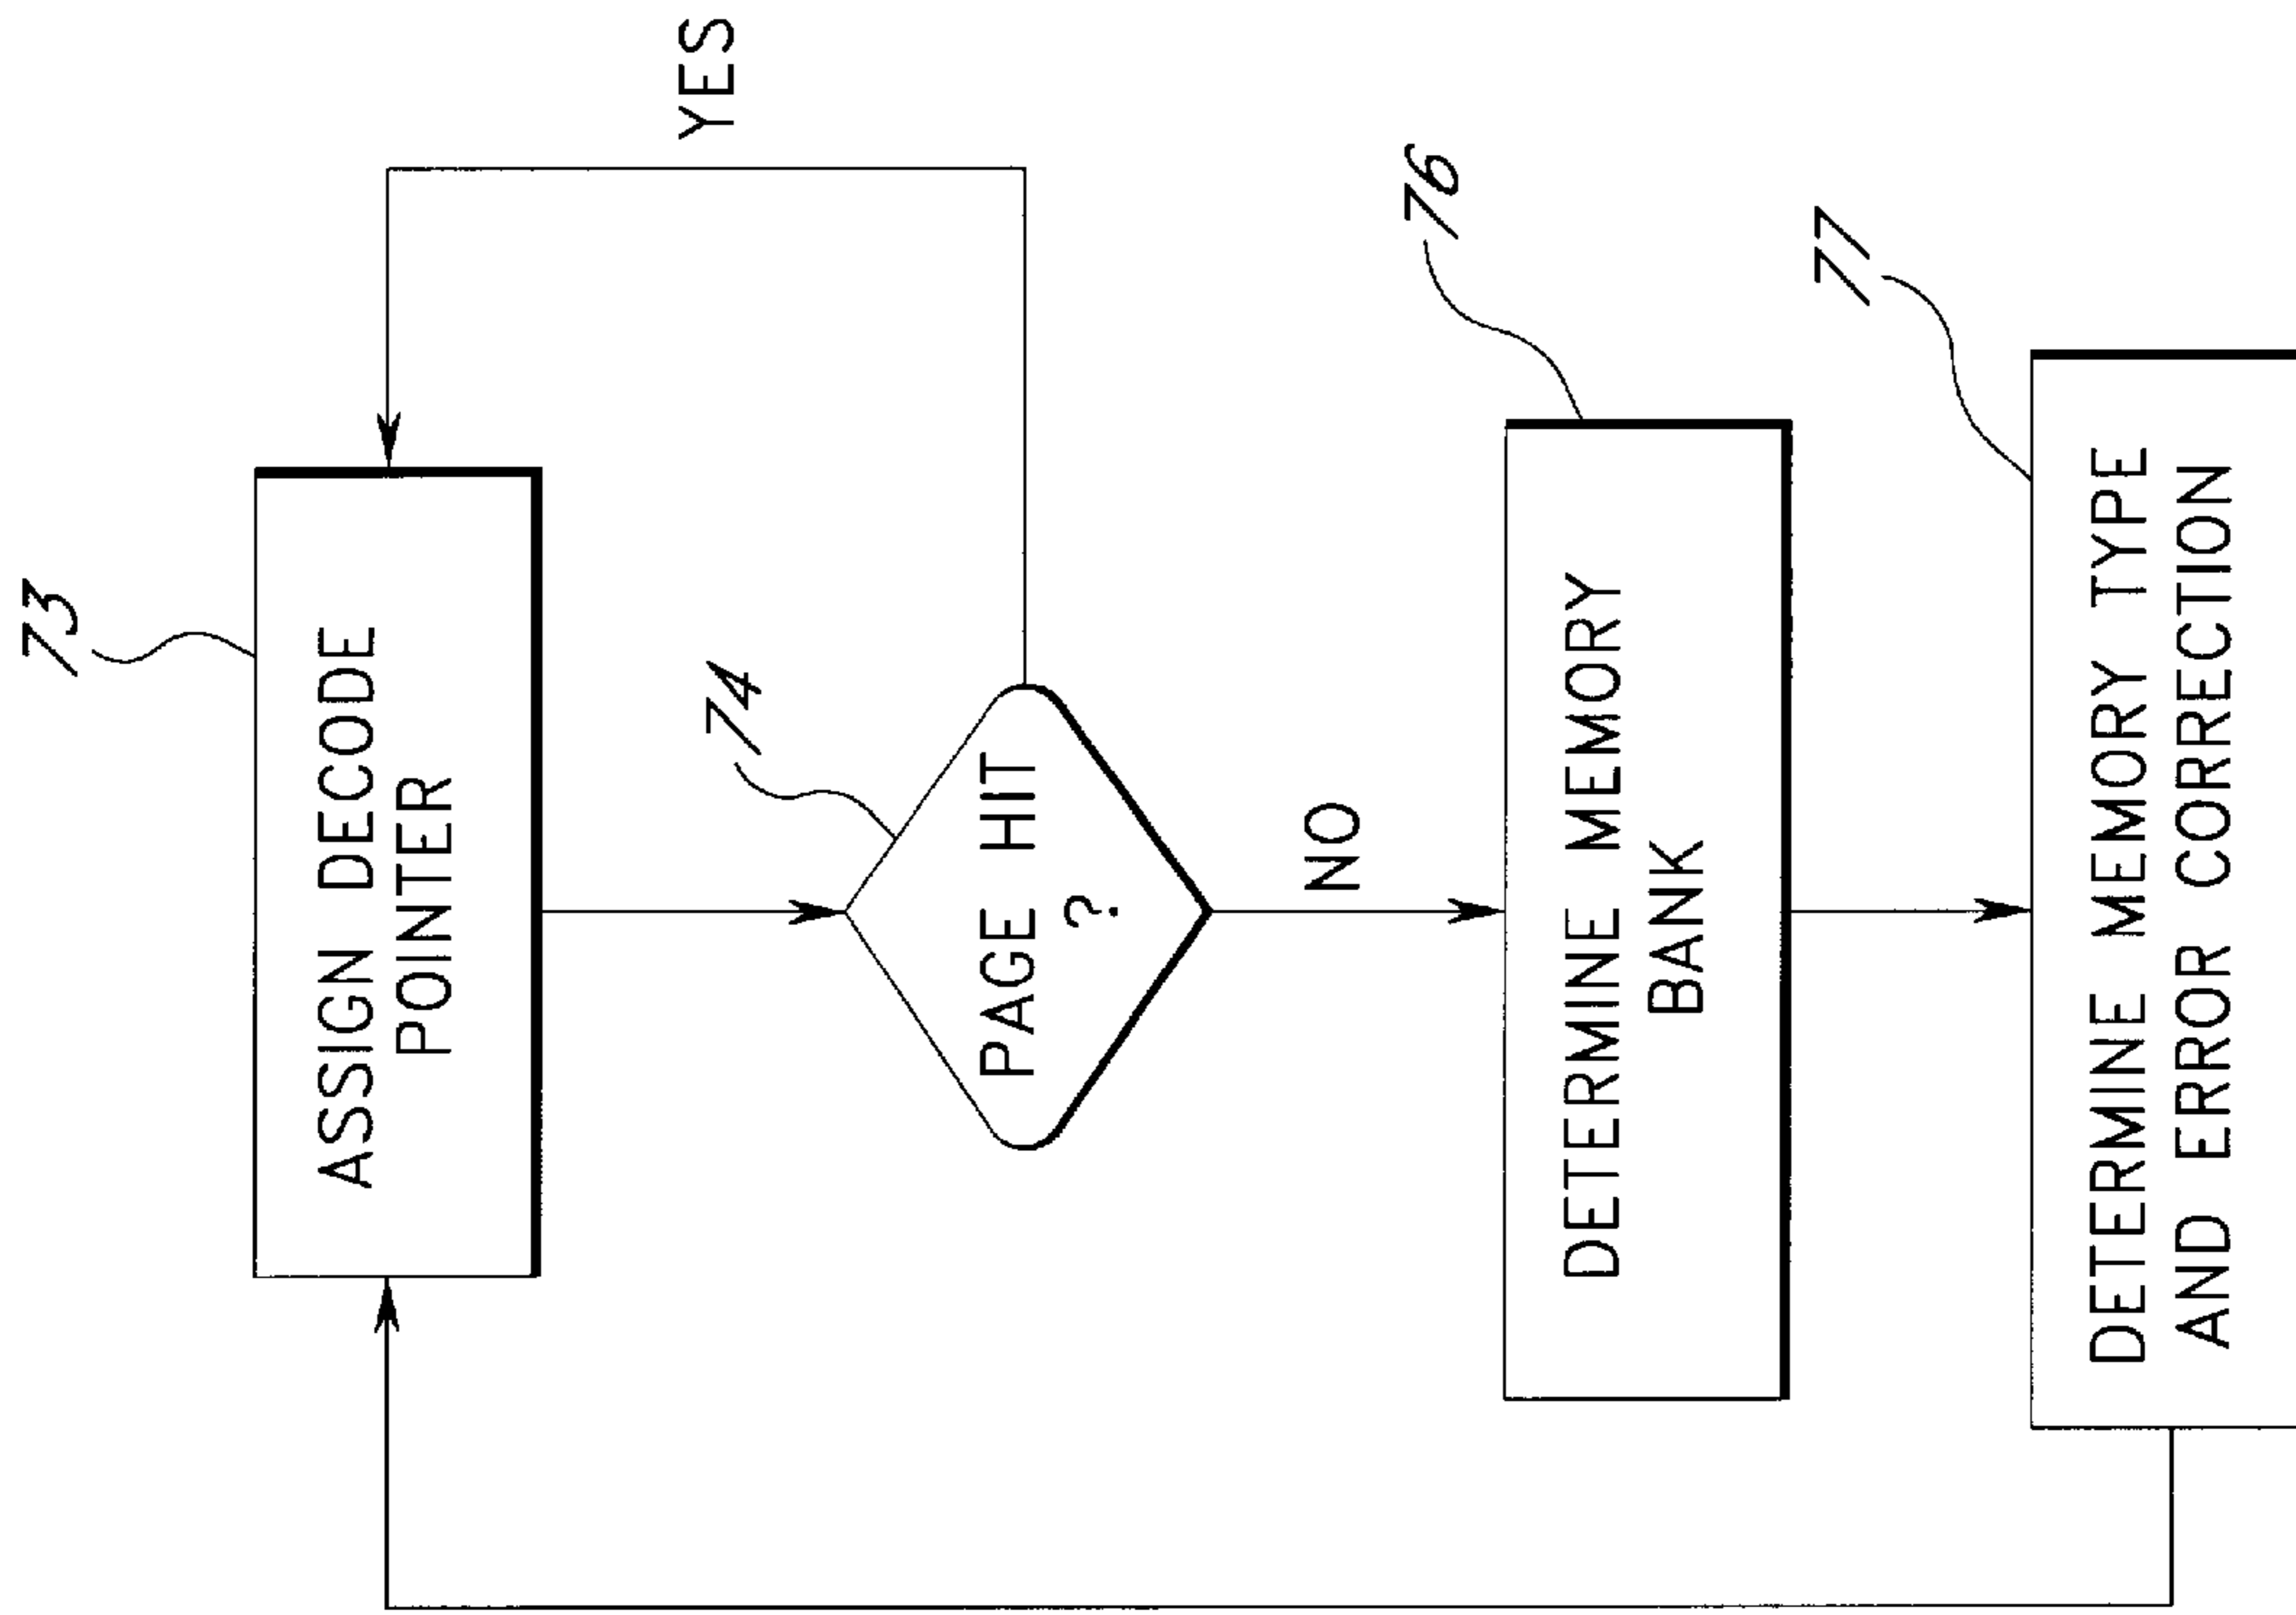 73
ASSIGN DECODE
POINTER
YES
74
PAGE HIT
?
NO
76
DETERMINE MEMORY
BANK
77
DETERMINE MEMORY TYPE
AND ERROR CORRECTION